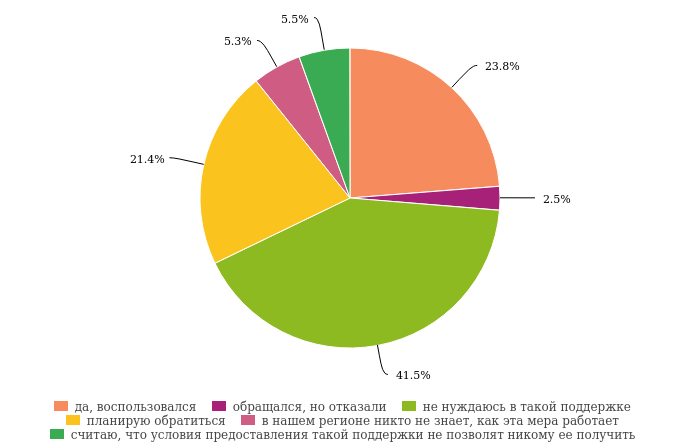 5.5%
5.3%
23.8%
21.4%
2.5%
41.5%
да, воспользовался обращался, но отказали не нуждаюсь в такой поддержке
планирую обратиться в нашем регионе никто не знает, как эта мера работает
считаю, что условия предоставления такой поддержки не позволят никому ее получить